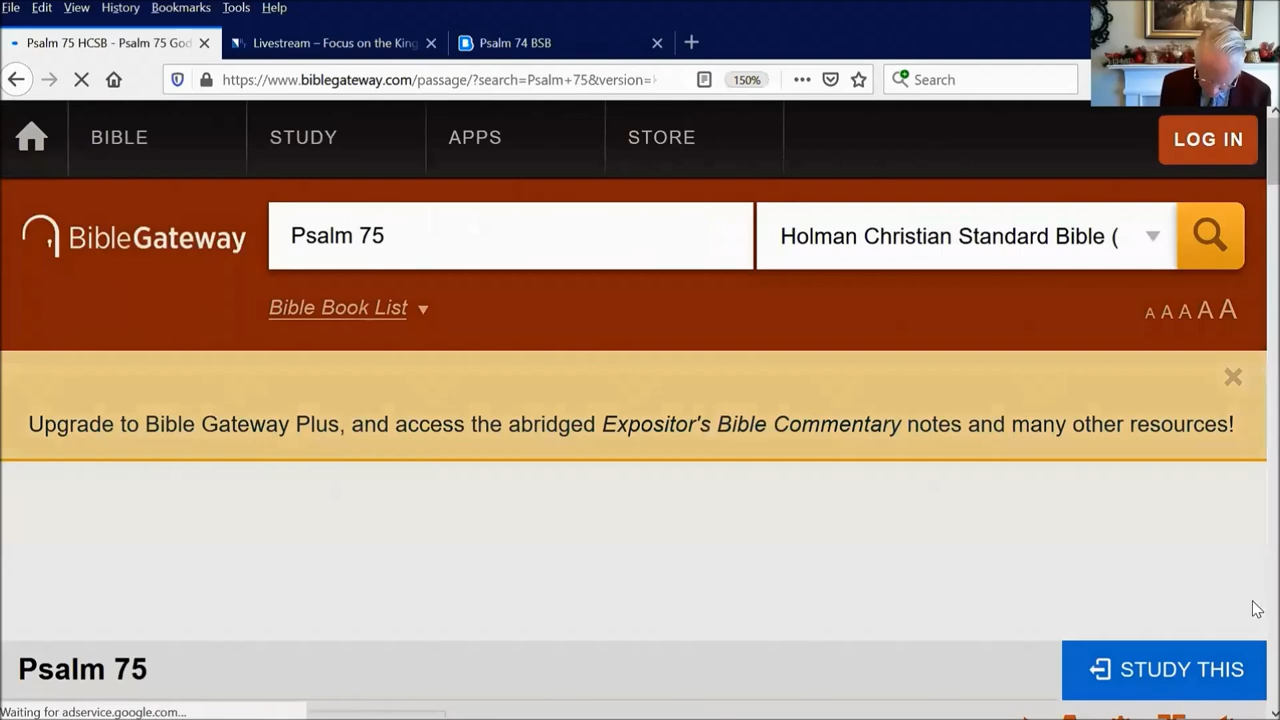 File Edit View History Bookmarks Tools Help
Psalm 75 HCSB - Psalm 75 God
Livestream – Focus on the King
Psalm 74 BSB
https://www.biblegateway.com/passage/?search=Psalm+75&version=
150%
Search
BIBLE STUDY APPS STORE LOG IN
BibleGateway
Psalm 75
Holman Christian Standard Bible (
Bible Book List
A A A A A
Upgrade to Bible Gateway Plus, and access the abridged Expositor's Bible Commentary notes and many other resources!
Psalm 75
STUDY THIS
Waiting for adservice.google.com...